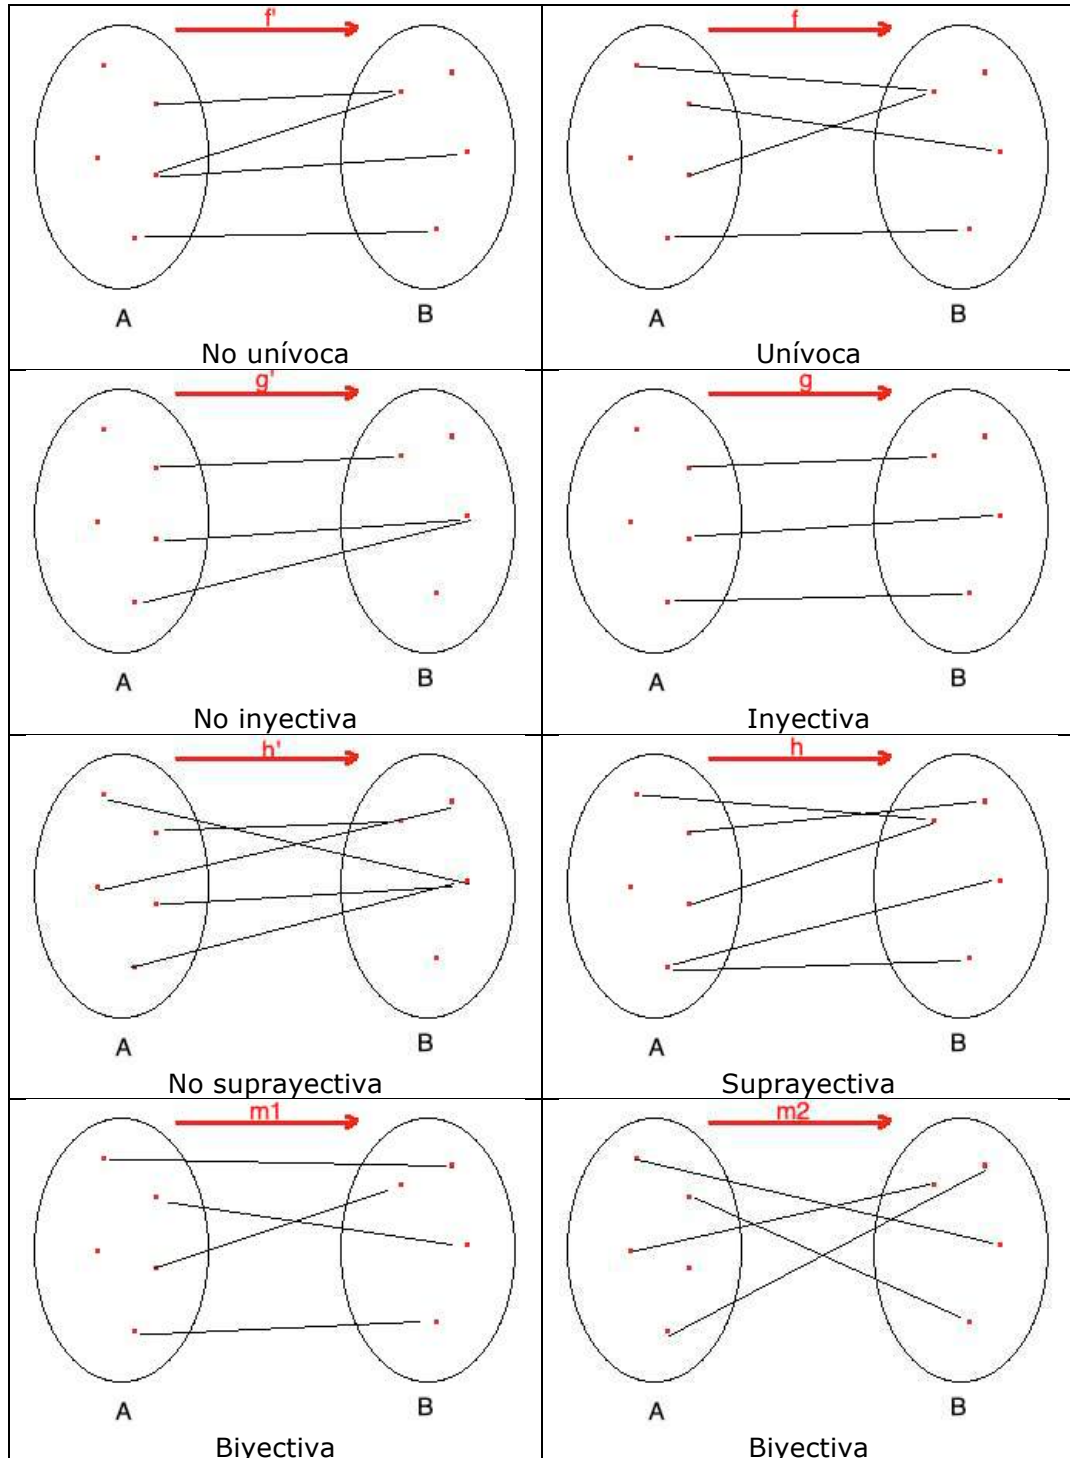 f'
A
B
No unívoca
f
A
B
Unívoca
g'
A
B
No inyectiva
g
A
B
Inyectiva
h'
A
B
No suprayectiva
h
A
B
Suprayectiva
m1
A
B
Biyectiva
m2
A
B
Biyectiva